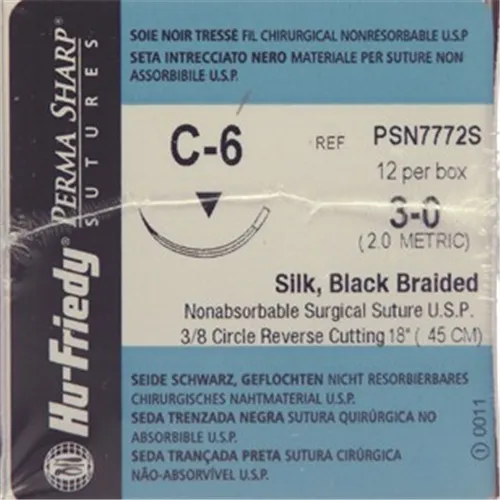 Hu-Friedy® PERMA SHARP®
SUTURES
SOIE NOIR TRESSÉ FIL CHIRURGICAL NONRÉSORBABLE U.S.P
SETA INTRECCIATO NERO MATERIALE PER SUTURE NON
ASSORBIBILE U.S.P.
C-6
REF PSN7772S
12 per box
3-0
(2.0 METRIC)
Silk, Black Braided
Nonabsorbable Surgical Suture U.S.P.
3/8 Circle Reverse Cutting 18" ( 45 CM)
SEIDE SCHWARZ, GEFLOCHTEN NICHT RESORBIERBARES
CHIRURGISCHES NAHTMATERIAL U.S.P.
SEDA TRENZADA NEGRA SUTURA QUIRÚRGICA NO
ABSORBIBLE U.S.P.
SEDA TRANÇADA PRETA SUTURA CIRÚRGICA
NÃO-ABSORVÍVEL U.S.P.
① 0011